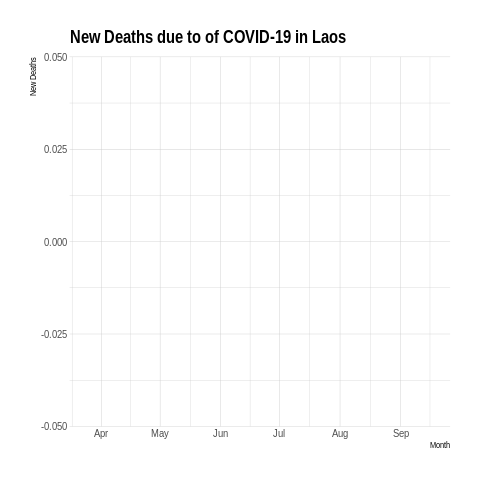 New Deaths due to of COVID-19 in Laos
New Deaths
0.050
0.025
0.000
-0.025
-0.050
Apr May Jun Jul Aug Sep
Month